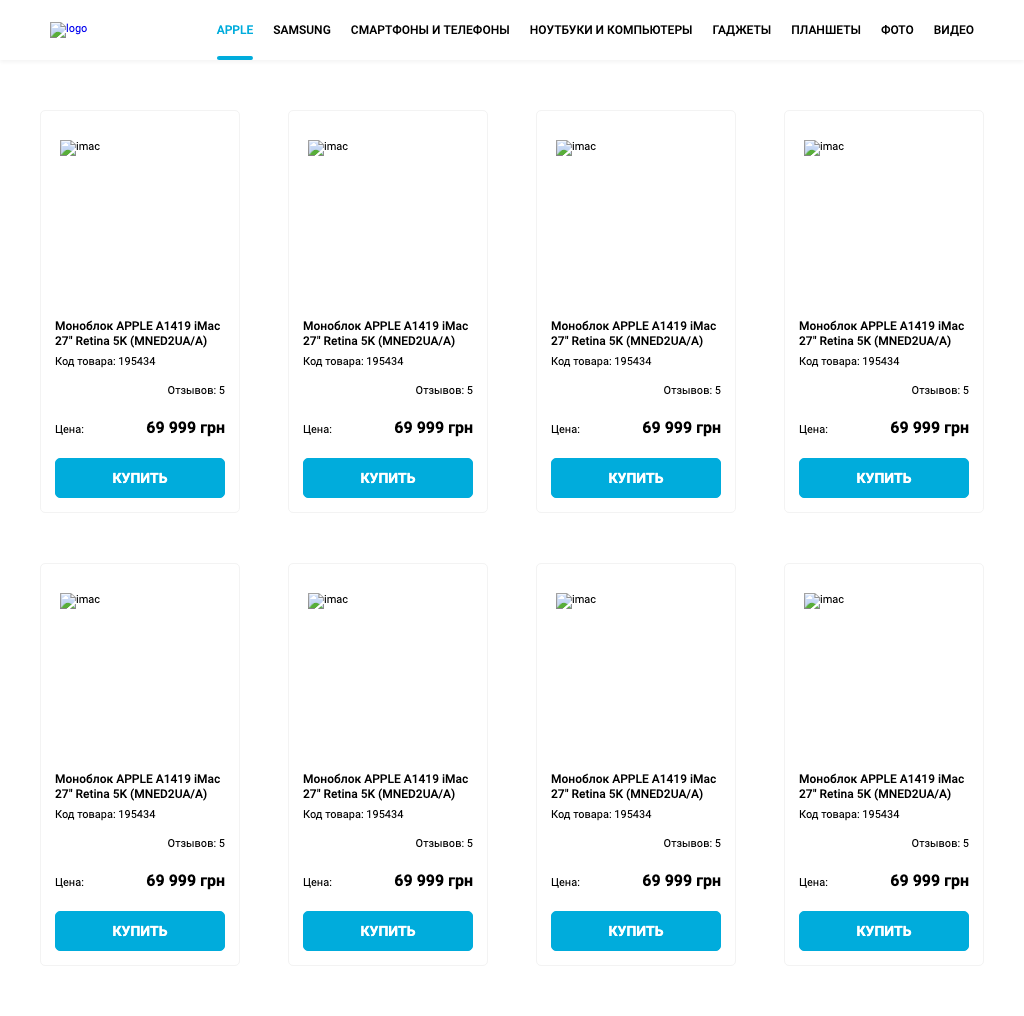 logo
APPLE SAMSUNG СМАРТФОНЫ И ТЕЛЕФОНЫ НОУТБУКИ И КОМПЬЮТЕРЫ ГАДЖЕТЫ ПЛАНШЕТЫ ФОТО ВИДЕО
imac
Моноблок APPLE A1419 iMac
27" Retina 5K (MNED2UA/A)
Код товара: 195434
Отзывов: 5
Цена: 69 999 грн
КУПИТЬ
imac
Моноблок APPLE A1419 iMac
27" Retina 5K (MNED2UA/A)
Код товара: 195434
Отзывов: 5
Цена: 69 999 грн
КУПИТЬ
imac
Моноблок APPLE A1419 iMac
27" Retina 5K (MNED2UA/A)
Код товара: 195434
Отзывов: 5
Цена: 69 999 грн
КУПИТЬ
imac
Моноблок APPLE A1419 iMac
27" Retina 5K (MNED2UA/A)
Код товара: 195434
Отзывов: 5
Цена: 69 999 грн
КУПИТЬ
imac
Моноблок APPLE A1419 iMac
27" Retina 5K (MNED2UA/A)
Код товара: 195434
Отзывов: 5
Цена: 69 999 грн
КУПИТЬ
imac
Моноблок APPLE A1419 iMac
27" Retina 5K (MNED2UA/A)
Код товара: 195434
Отзывов: 5
Цена: 69 999 грн
КУПИТЬ
imac
Моноблок APPLE A1419 iMac
27" Retina 5K (MNED2UA/A)
Код товара: 195434
Отзывов: 5
Цена: 69 999 грн
КУПИТЬ
imac
Моноблок APPLE A1419 iMac
27" Retina 5K (MNED2UA/A)
Код товара: 195434
Отзывов: 5
Цена: 69 999 грн
КУПИТЬ